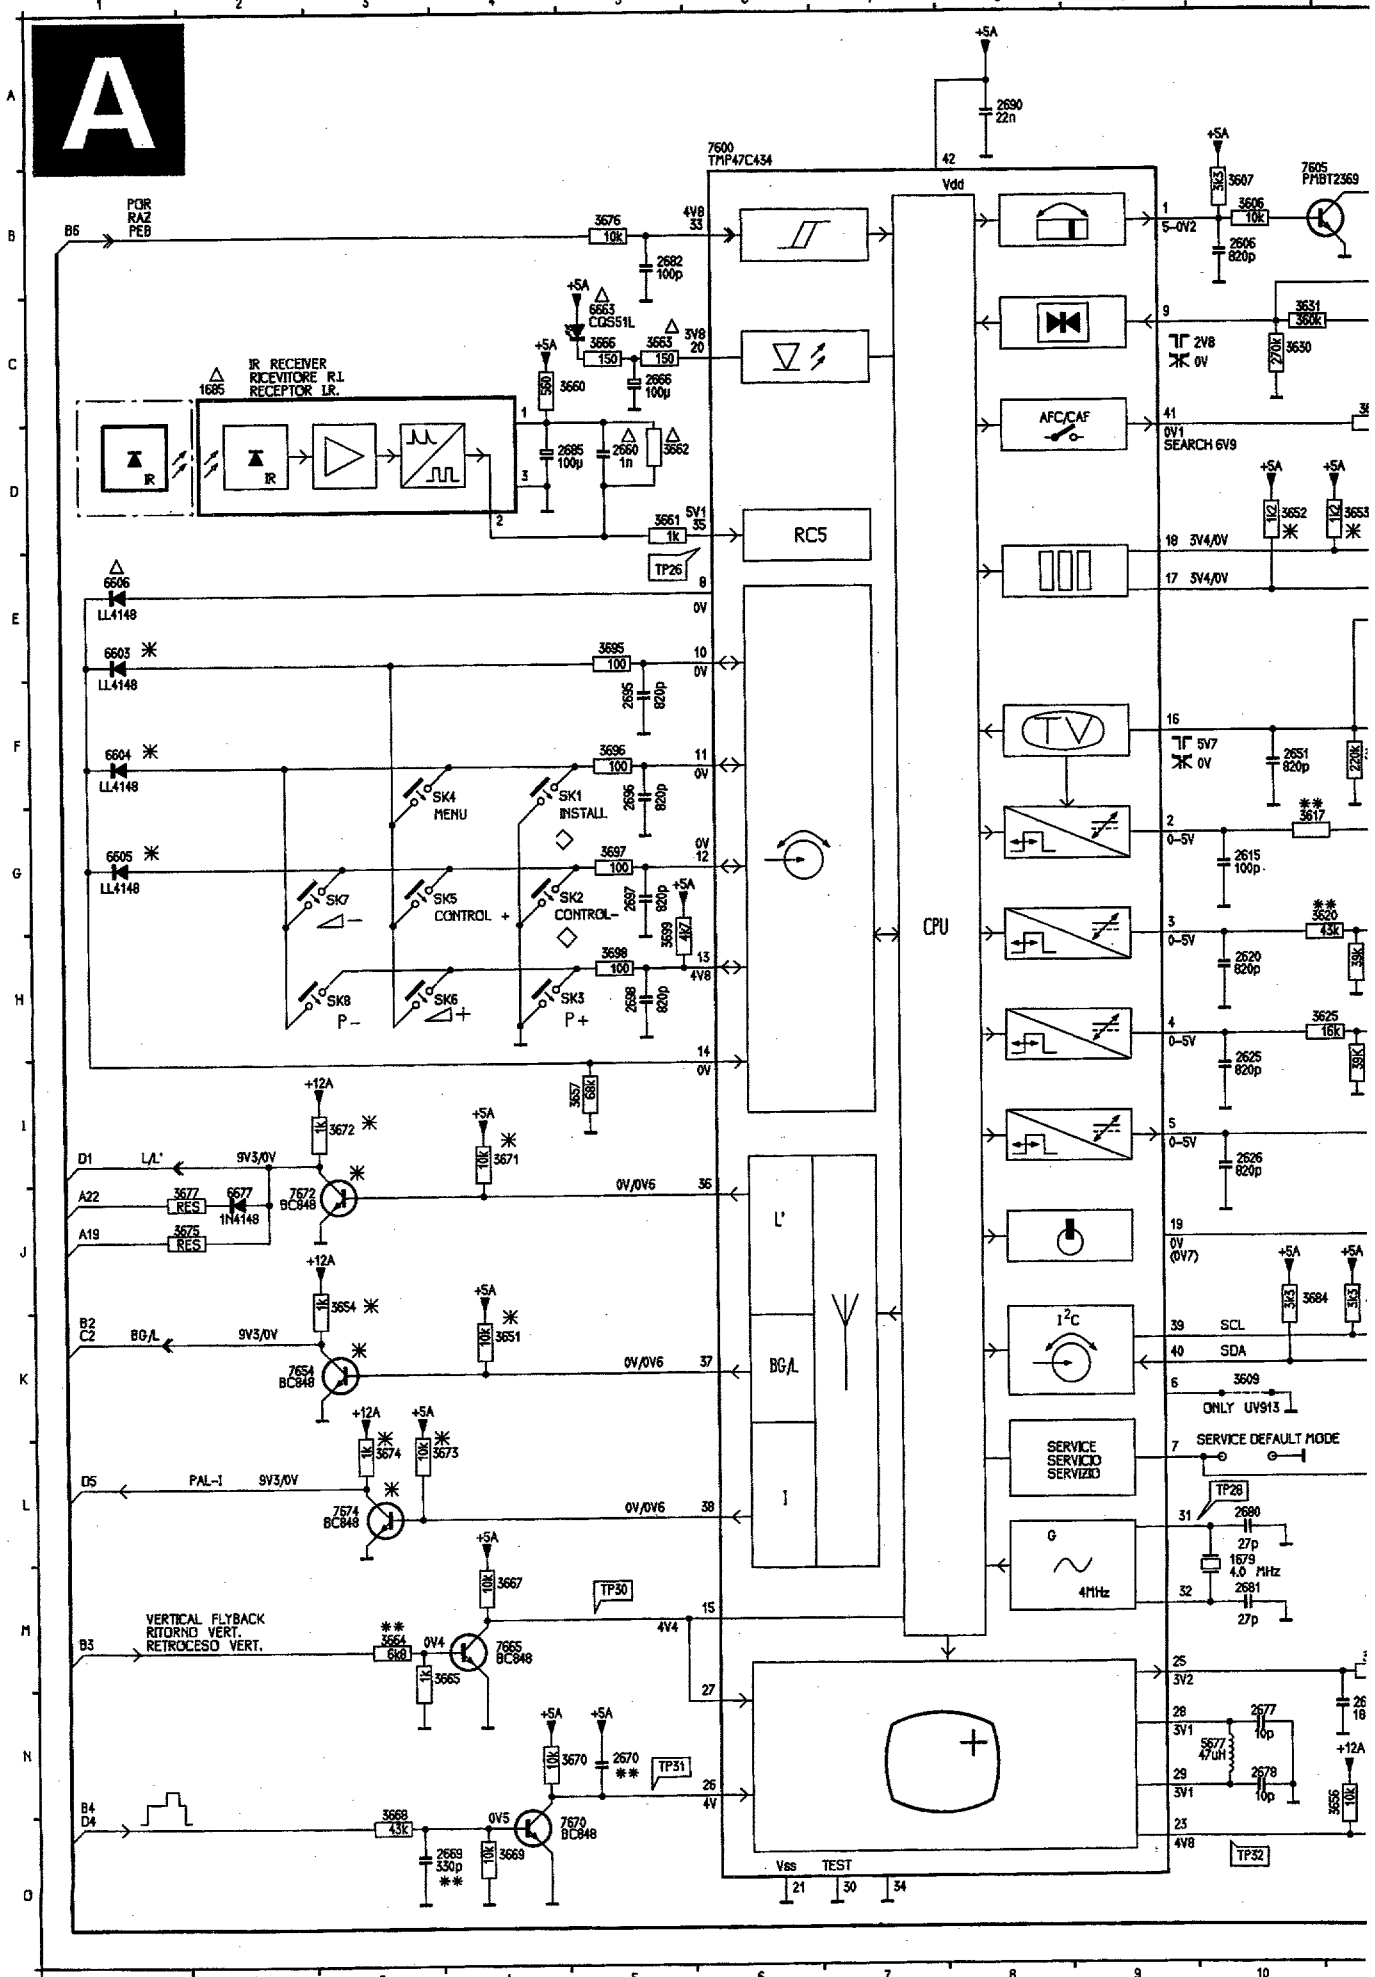 1 2 3 4 5 6 7
A
A
+5A
2690
22n
7600
TMP47C434
42
Vdd
+5A
3k3
3607
7605
PMBT2369
B
B6
POR
RAZ
PEB
3676
10k
4V8
33
2682
100p
1
5-0V2
3606
10k
2606
820p
+5A
6663
CQS51L
3666
150
3663
150
3V8
20
2666
100µ
9
2V8
0V
3631
360k
270k
3630
C
IR RECEIVER
RICEVITORE R.I.
RECEPTOR I.R.
1685
+5A
560
3660
1
3
2
IR
IR
2685
100µ
2660
1n
3662
AFC/CAF
41
0V1
SEARCH 6V9
D
3661
1k
5V1
35
TP26
RC5
+5A
+5A
1k2
3652
1k2
3653
18 3V4/0V
17 3V4/0V
E
6606
LL4148
8
0V
6603
LL4148
3695
100
10
0V
2695
820p
F
6604
LL4148
3696
100
11
0V
2696
820p
SK4
MENU
SK1
INSTALL
TV
16
5V7
0V
2651
820p
220k
G
6605
LL4148
3697
100
0V
12
2697
820p
+5A
3699
4k7
SK7
SK5
CONTROL +
SK2
CONTROL-
CPU
2
0-5V
3617
2615
100p
3
0-5V
3620
43k
2620
820p
39k
H
3698
100
13
4V8
2698
820p
SK8
P-
SK6
SK3
P+
4
0-5V
3625
16k
2625
820p
39K
14
0V
3657
68k
I
+12A
1k
3672
+5A
10k
3671
D1
L/L'
9V3/0V
A22
3677
RES
6677
1N4148
7672
BC848
0V/0V6
36
L'
5
0-5V
2626
820p
J
A19
3675
RES
+12A
1k
3654
+5A
10k
3651
19
0V
(0V7)
+5A
+5A
3k3
3684
3k3
B2
C2
BG/L
9V3/0V
K
7654
BC848
0V/0V6
37
BG/L
I²C
39 SCL
40 SDA
6
3609
ONLY UV913
+12A
+5A
1k
3674
10k
3673
SERVICE
SERVICIO
SERVIZIO
7
SERVICE DEFAULT MODE
L
D5
PAL-I
9V3/0V
7674
BC848
0V/0V6
38
I
TP28
31
2680
27p
1679
4.0 MHz
2681
27p
32
G
4MHz
+5A
10k
3667
TP30
15
4V4
M
VERTICAL FLYBACK
RITORNO VERT.
RETROCESO VERT.
B3
3664
6k8
0V4
1k
3665
7665
BC848
27
25
3V2
28
3V1
2677
10p
5677
47uH
29
3V1
2678
10p
+12A
3656
10k
N
+5A
+5A
10k
3670
2670
TP31
26
4V
B4
D4
3668
43k
0V5
7670
BC848
2669
330p
10k
3669
23
4V8
TP32
O
Vss
TEST
21
30
34
6 7 8 9 10